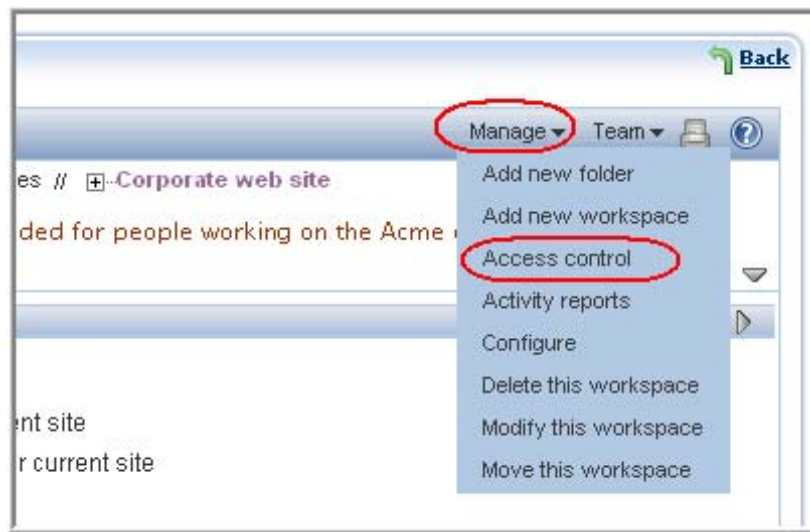 Back
Manage Team
es // Corporate web site
ded for people working on the Acme
Add new folder
Add new workspace
Access control
Activity reports
Configure
Delete this workspace
Modify this workspace
Move this workspace
ent site
r current site